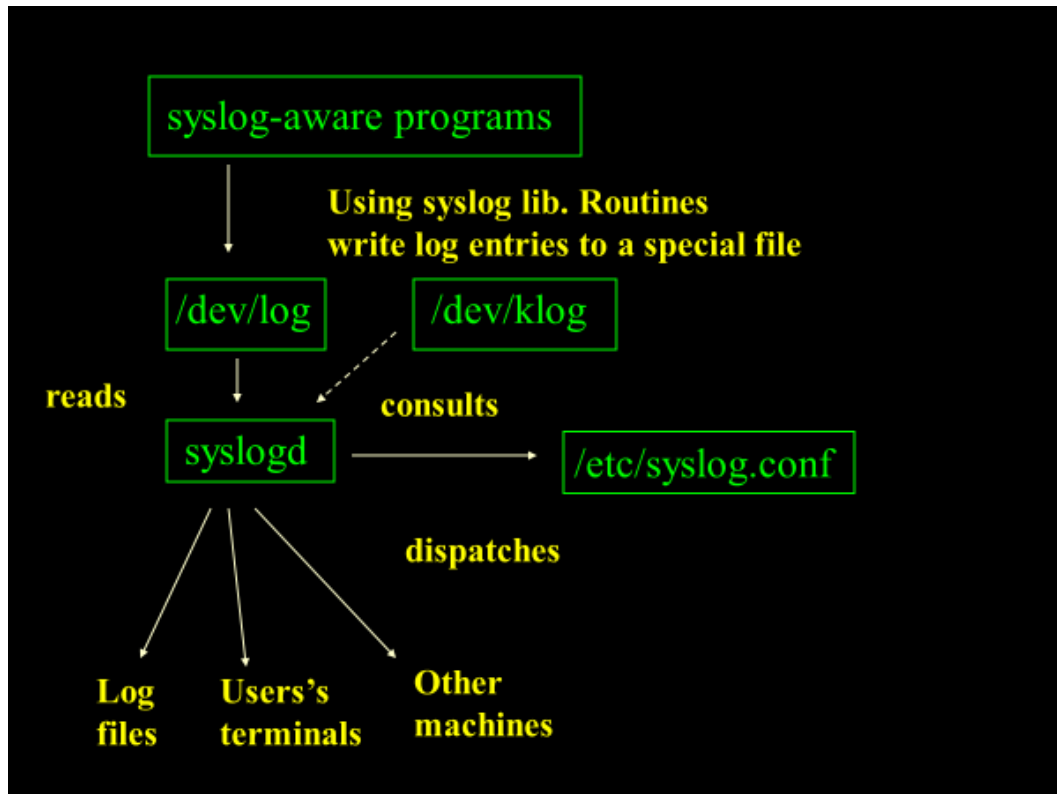 syslog-aware programs
Using syslog lib. Routines
write log entries to a special file
/dev/log
/dev/klog
reads
consults
syslogd
/etc/syslog.conf
dispatches
Log
files
Users’s
terminals
Other
machines